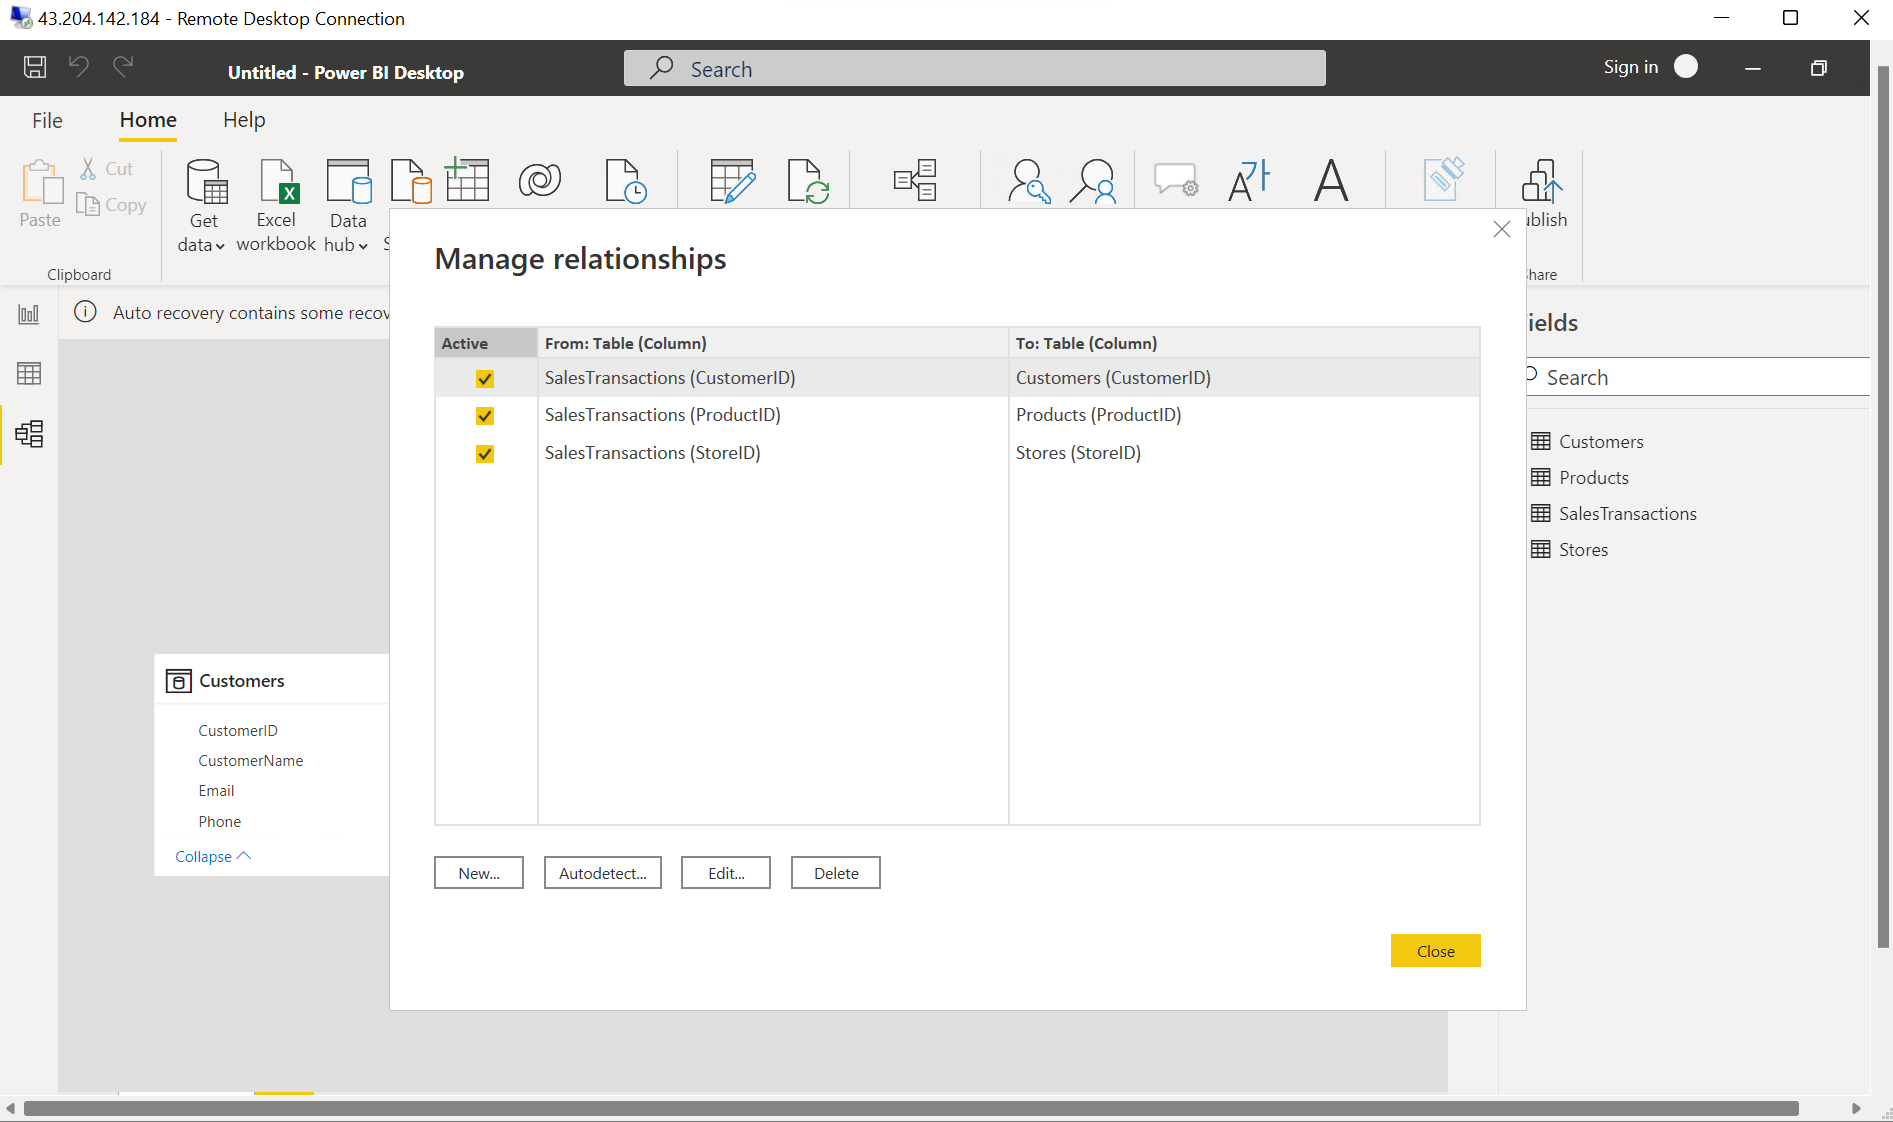 43.204.142.184 - Remote Desktop Connection
Untitled - Power BI Desktop
Search
Sign in
File
Home
Help
Paste
Cut
Copy
Clipboard
Get data
Excel workbook
Data hub
S
ublish
hare
Auto recovery contains some recov
Manage relationships
Active
From: Table (Column)
To: Table (Column)
SalesTransactions (CustomerID)
Customers (CustomerID)
SalesTransactions (ProductID)
Products (ProductID)
SalesTransactions (StoreID)
Stores (StoreID)
New...
Autodetect...
Edit...
Delete
Close
ields
Search
Customers
Products
SalesTransactions
Stores
Customers
CustomerID
CustomerName
Email
Phone
Collapse